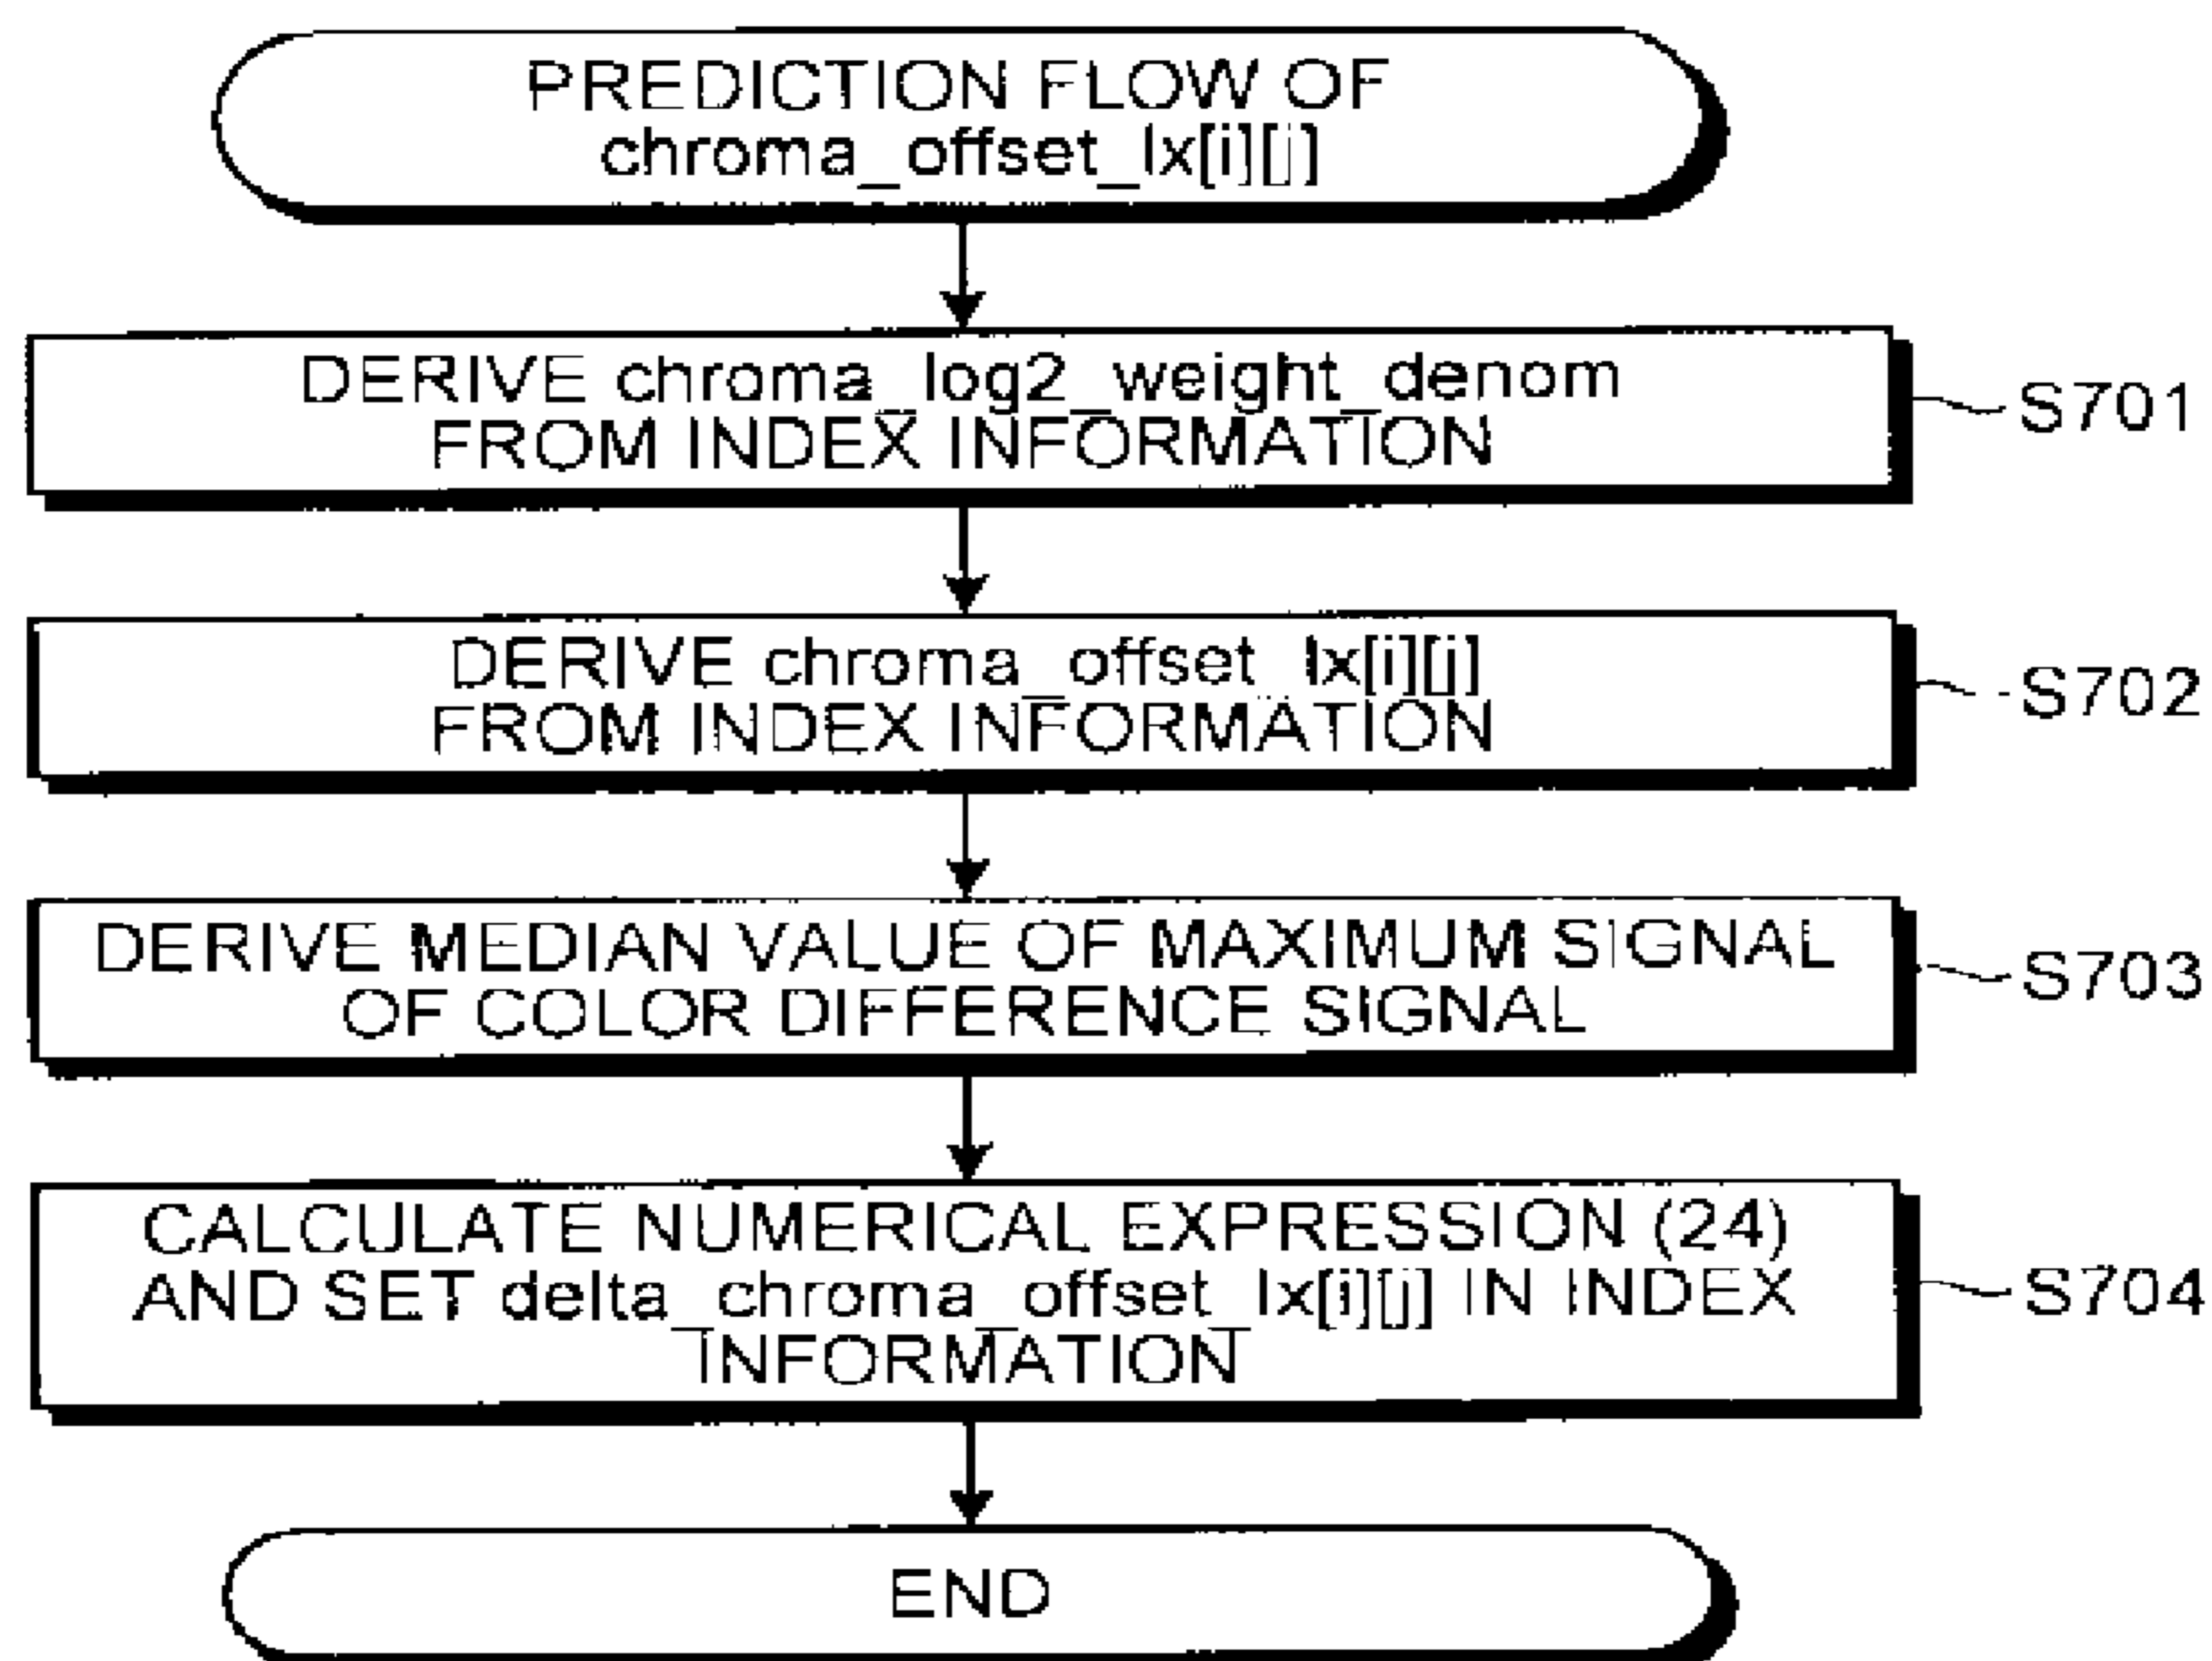 PREDICTION FLOW OF
chroma_offset_lx[i][j]
DERIVE chroma_log2_weight_denom
FROM INDEX INFORMATION
S701
DERIVE chroma_offset_lx[i][j]
FROM INDEX INFORMATION
S702
DERIVE MEDIAN VALUE OF MAXIMUM SIGNAL
OF COLOR DIFFERENCE SIGNAL
S703
CALCULATE NUMERICAL EXPRESSION (24)
AND SET delta_chroma_offset_lx[i][j] IN INDEX
INFORMATION
S704
END